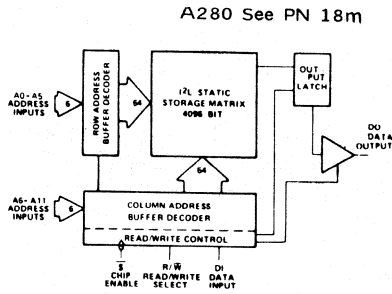 A280 See PN 18m
A0-A5
ADDRESS
INPUTS
6
ROW ADDRESS
BUFFER DECODER
64
I²L STATIC
STORAGE MATRIX
4096 BIT
OUT
PUT
LATCH
DO
DATA
OUTPUT
64
A6-A11
ADDRESS
INPUTS
6
COLUMN ADDRESS
BUFFER DECODER
READ/WRITE CONTROL
S̅
CHIP
ENABLE
R/W̅
READ/WRITE
SELECT
DI
DATA
INPUT